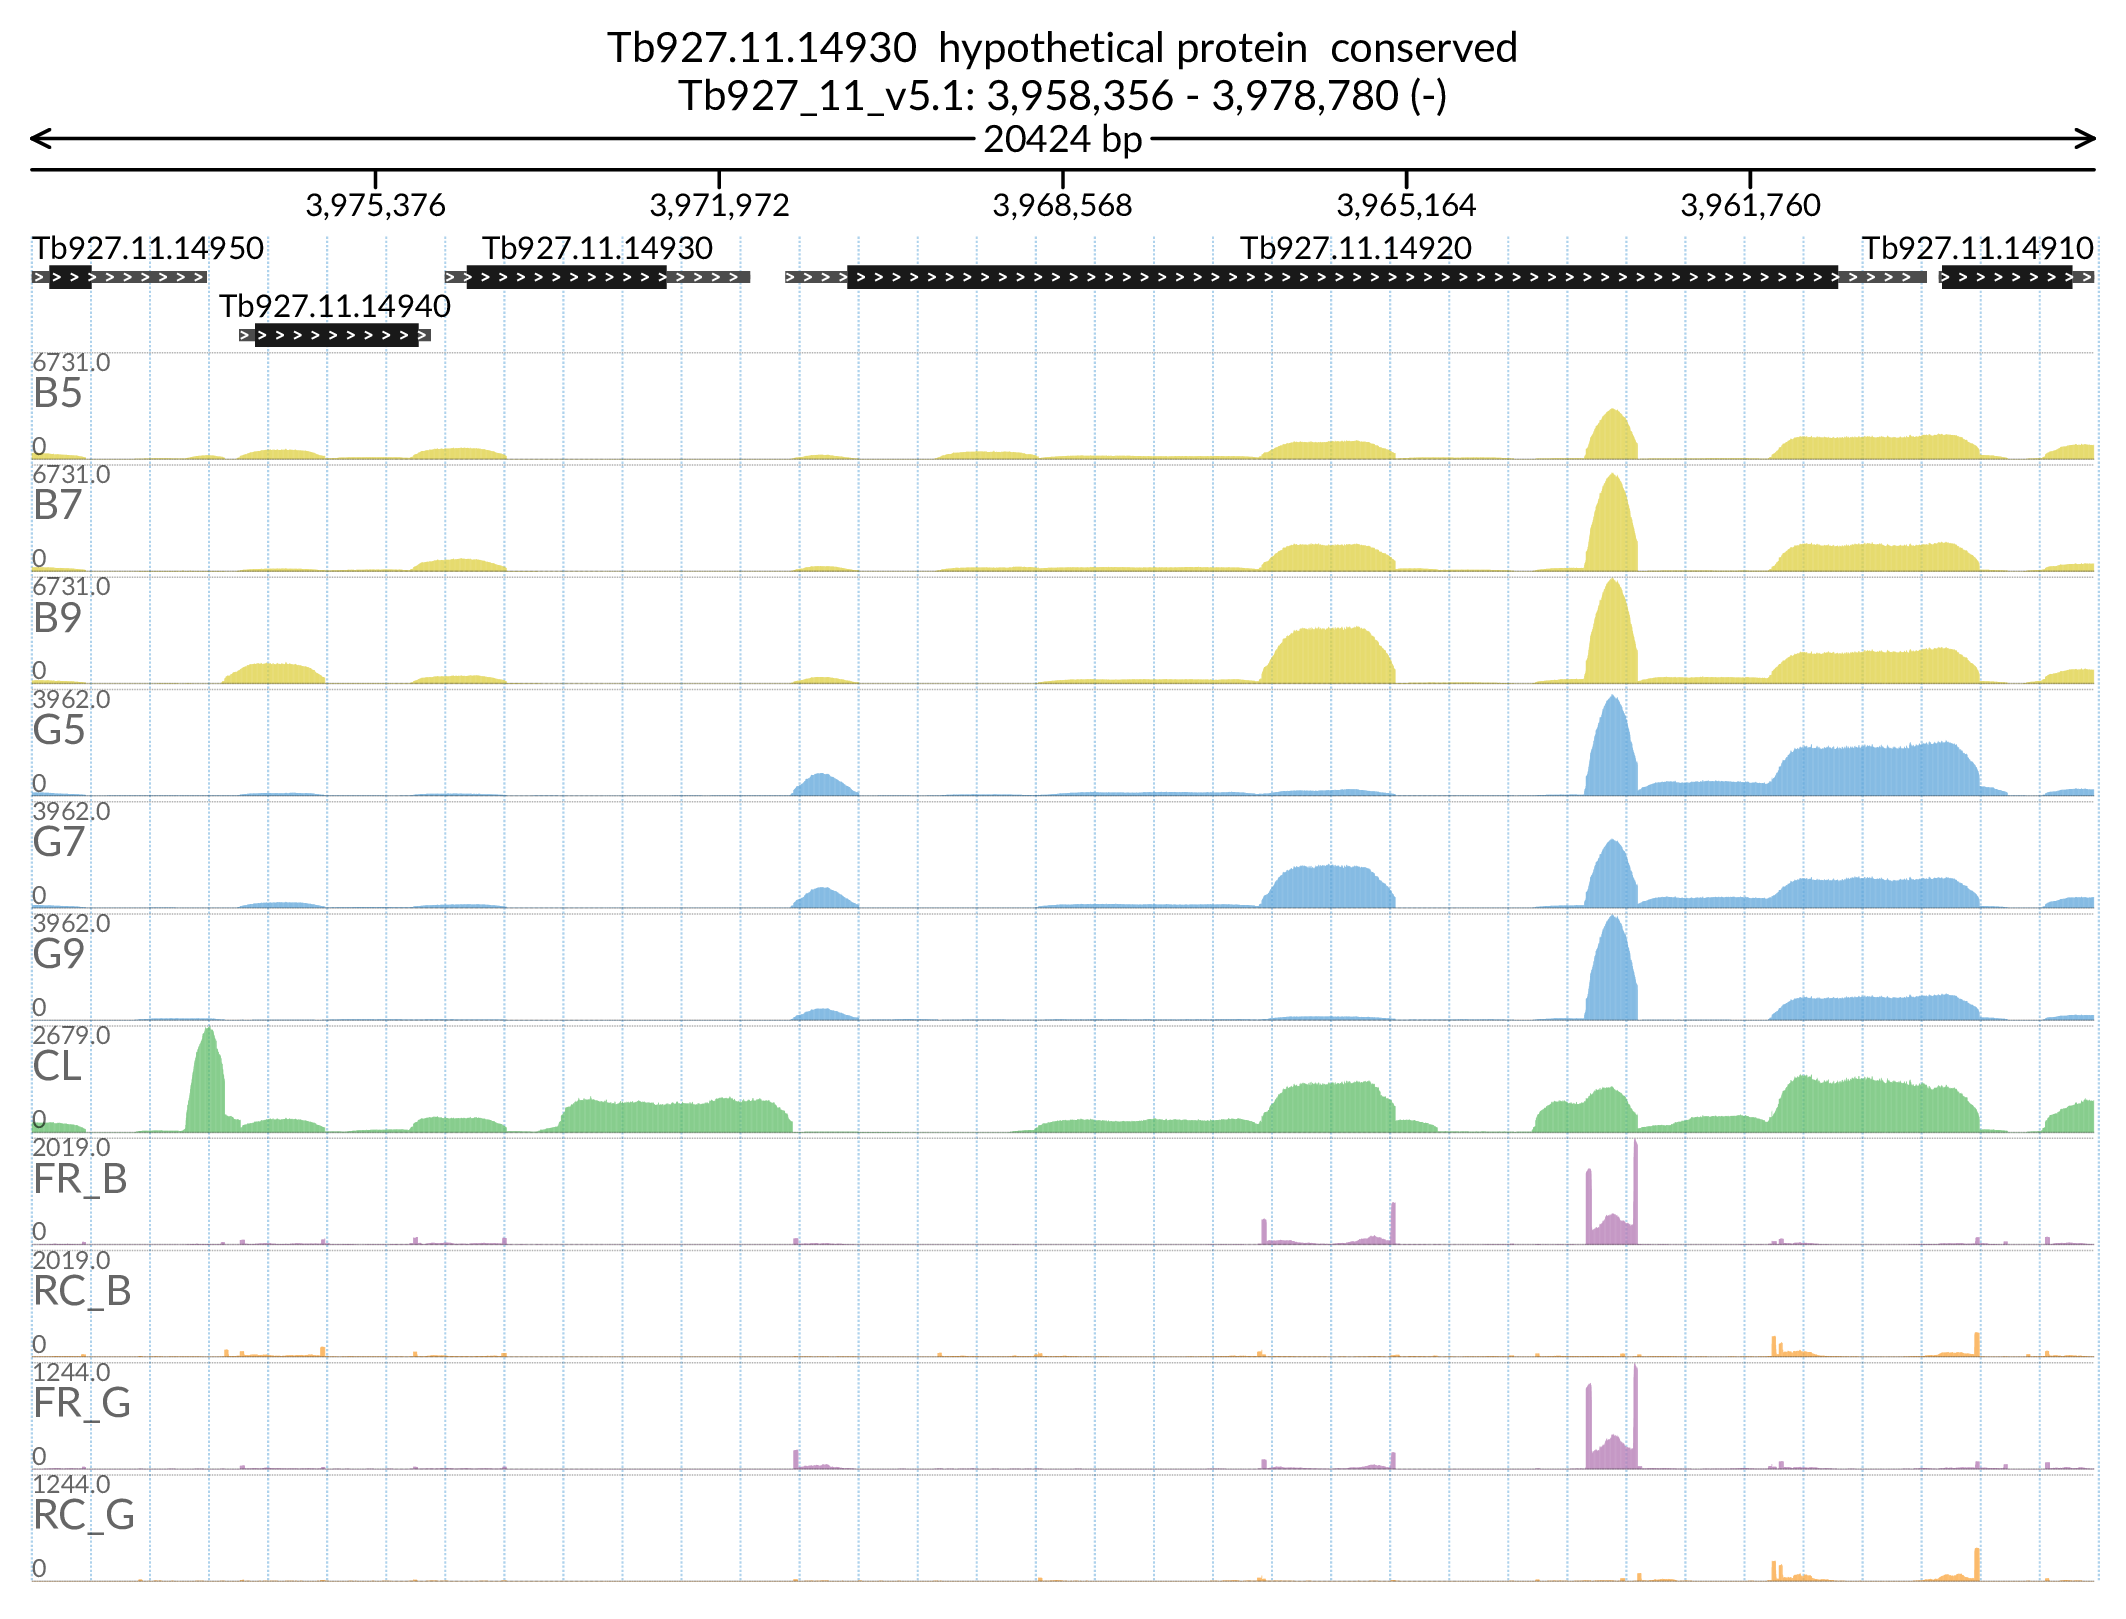 Tb927.11.14930 hypothetical protein conserved
Tb927_11_v5.1: 3,958,356 - 3,978,780 (-)
20424 bp
3,975,376 3,971,972 3,968,568 3,965,164 3,961,760
Tb927.11.14950 Tb927.11.14930 Tb927.11.14920 Tb927.11.14910
Tb927.11.14940
6731.0
B5
0
6731.0
B7
0
6731.0
B9
0
3962.0
G5
0
3962.0
G7
0
3962.0
G9
0
2679.0
CL
0
2019.0
FR_B
0
2019.0
RC_B
0
1244.0
FR_G
0
1244.0
RC_G
0